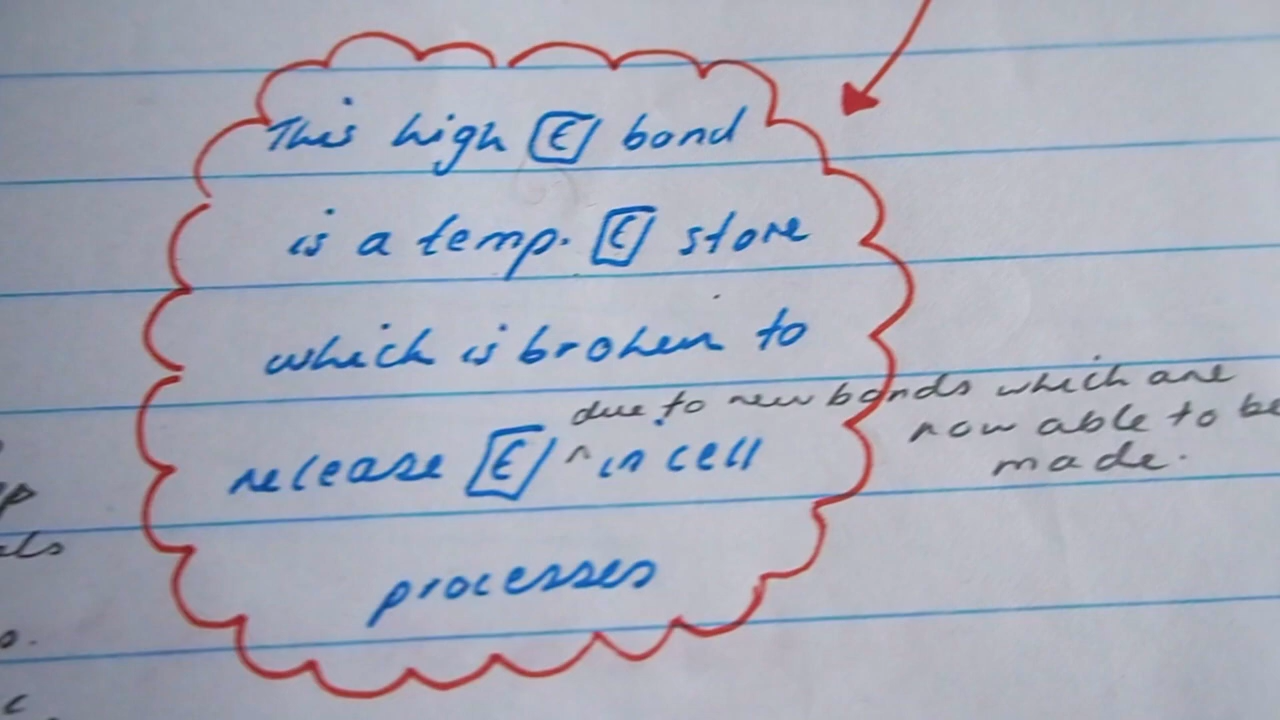 This high E bond
is a temp. E store
which is broken to
due to new bonds which are
now able to be
made.
release E ^ in cell
processes